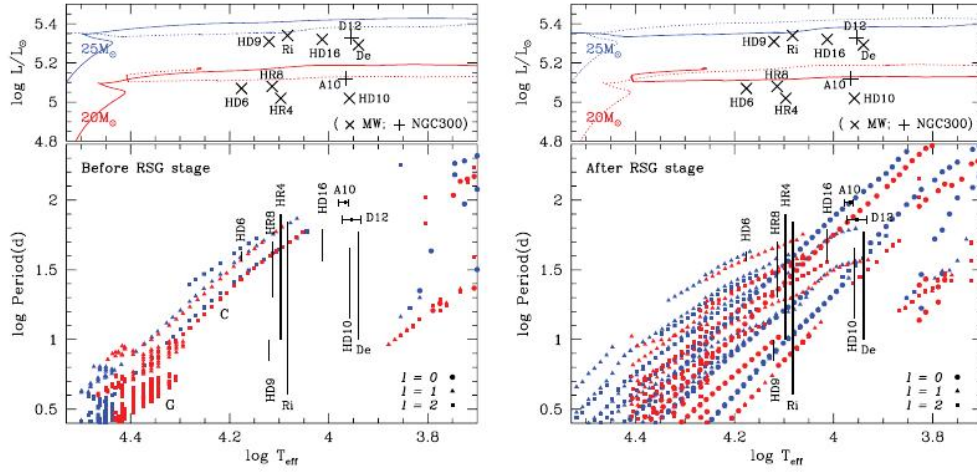 5.4
5.2
5
4.8
log L/L⊙
25M⊙
20M⊙
HD9
Ri
HD16
D12
De
HD6
HR8
HR4
A10
HD10
( × MW; + NGC300)
Before RSG stage
2
1.5
1
0.5
log Period(d)
HD6
HR8
HR4
HD16
A10
D12
C
G
HD9
Ri
HD10
De
l = 0
l = 1
l = 2
4.4
4.2
4
3.8
log Teff
5.4
5.2
5
4.8
log L/L⊙
25M⊙
20M⊙
HD9
Ri
HD16
D12
De
HD6
HR8
HR4
A10
HD10
( × MW; + NGC300)
After RSG stage
2
1.5
1
0.5
log Period(d)
HD6
HR8
HR4
HD16
A10
D12
HD9
Ri
HD10
De
l = 0
l = 1
l = 2
4.4
4.2
4
3.8
log Teff